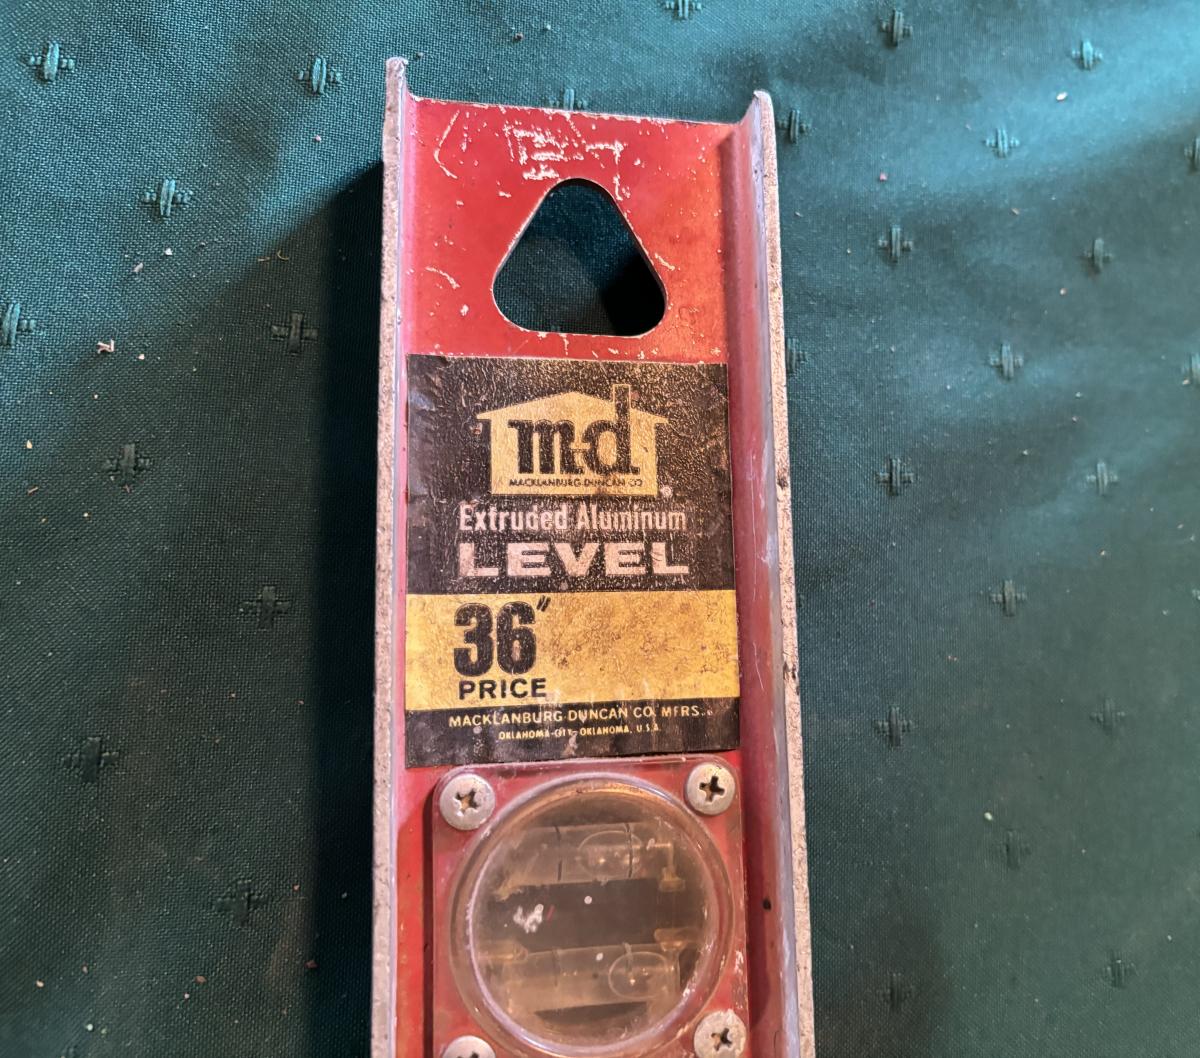 m-d
MACKLANBURG-DUNCAN CO
®
Extruded Aluminum
LEVEL
36"
PRICE
MACKLANBURG-DUNCAN CO. MFRS.
OKLAHOMA CITY, OKLAHOMA, U.S.A.